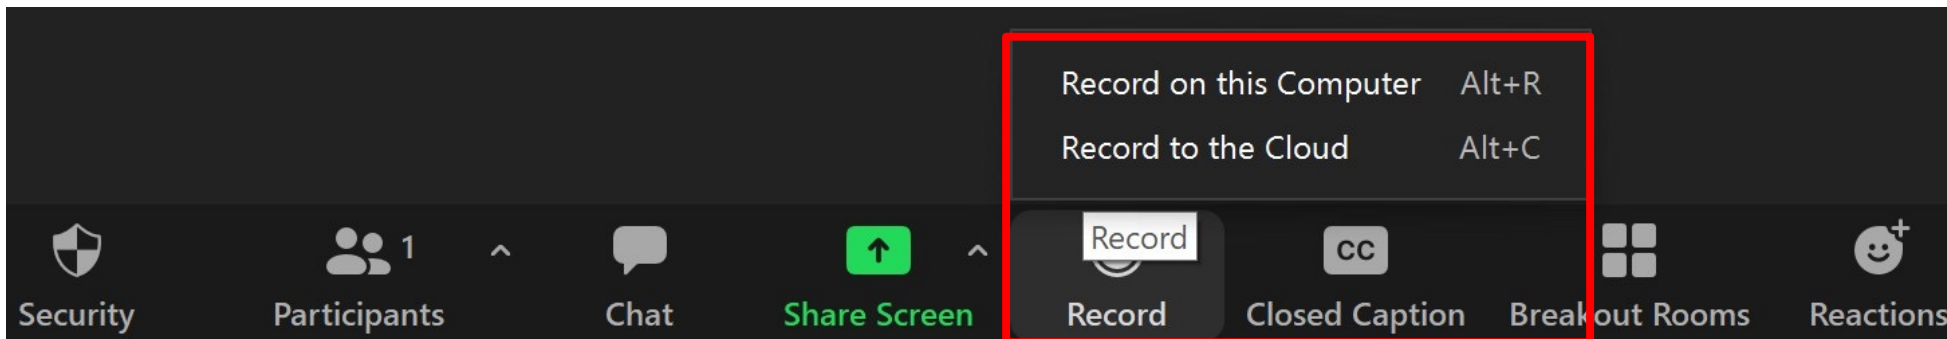 Record on this Computer Alt+R
Record to the Cloud Alt+C
Record
1
CC
Security Participants Chat Share Screen Record Closed Caption Breakout Rooms Reactions